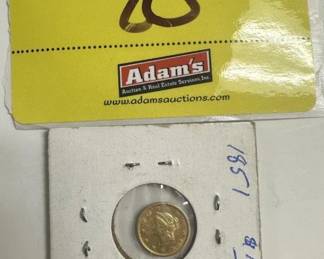 Adam's
Auction & Real Estate Services, Inc.
www.adamsauctions.com
1851